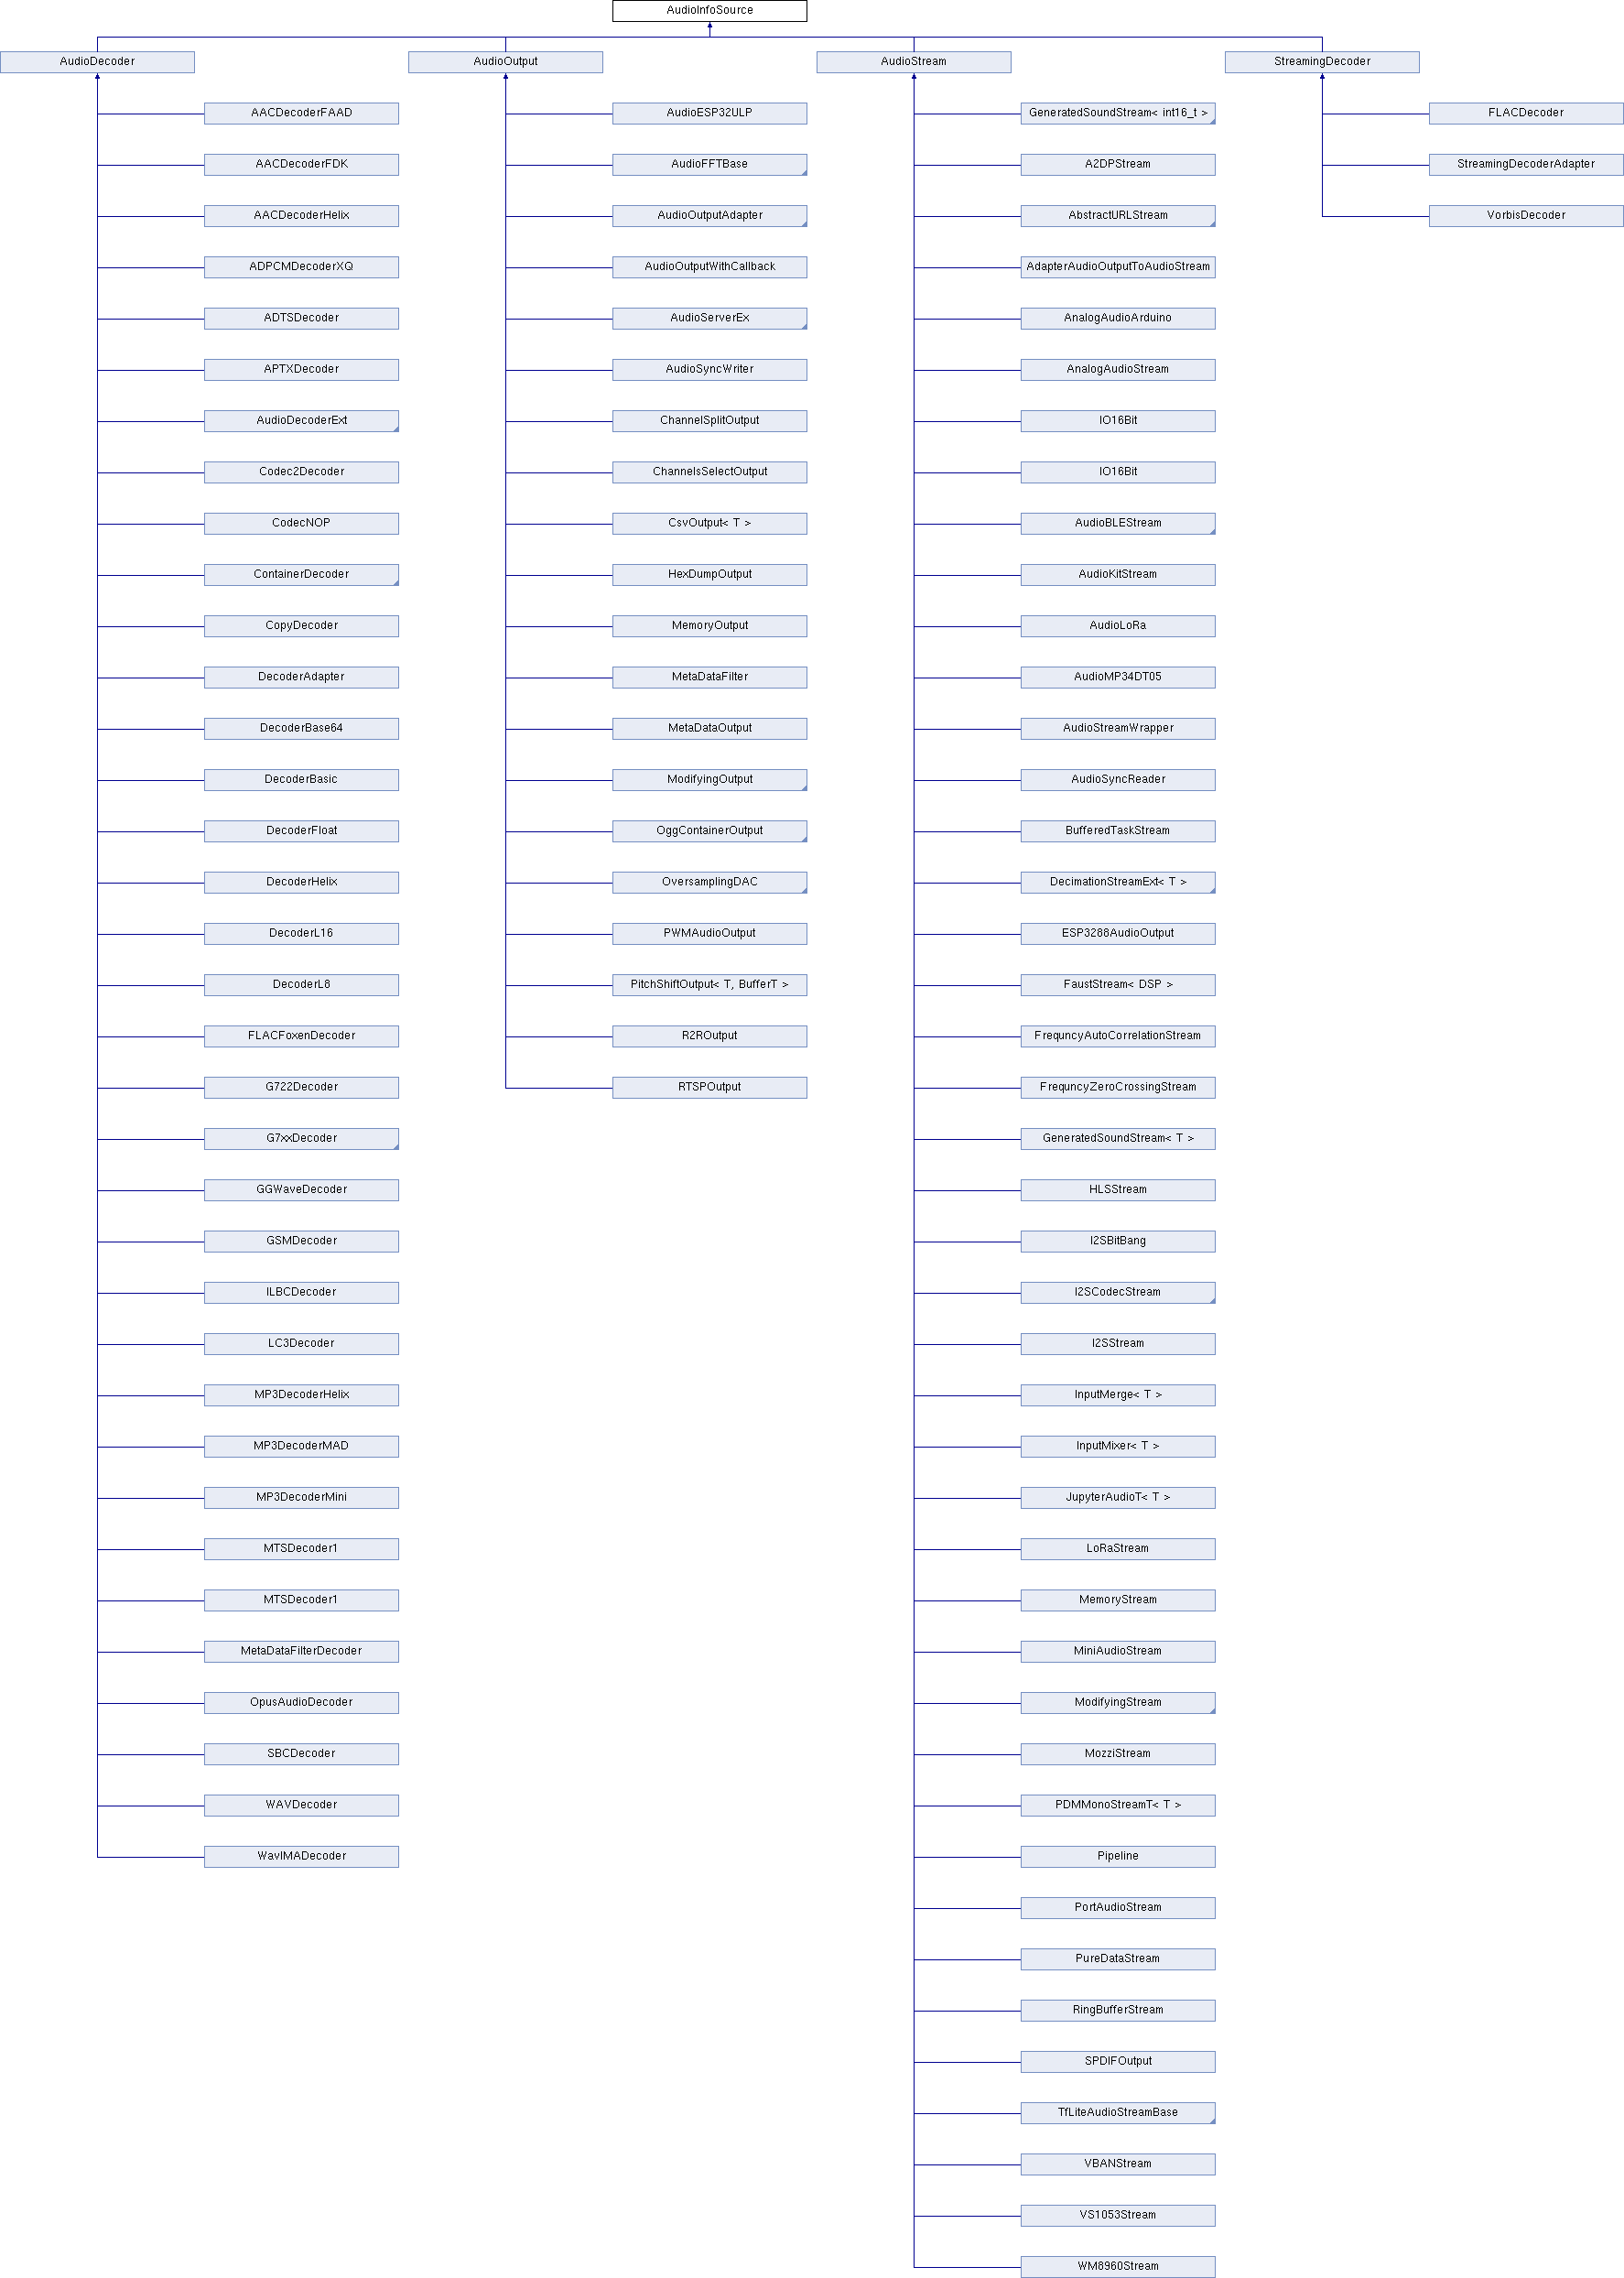 AudioInfoSource
AudioDecoder
AudioOutput
AudioStream
StreamingDecoder
AACDecoderFAAD
AACDecoderFDK
AACDecoderHelix
ADPCMDecoderXQ
ADTSDecoder
APTXDecoder
AudioDecoderExt
Codec2Decoder
CodecNOP
ContainerDecoder
CopyDecoder
DecoderAdapter
DecoderBase64
DecoderBasic
DecoderFloat
DecoderHelix
DecoderL16
DecoderL8
FLACFoxenDecoder
G722Decoder
G7xxDecoder
GGWaveDecoder
GSMDecoder
ILBCDecoder
LC3Decoder
MP3DecoderHelix
MP3DecoderMAD
MP3DecoderMini
MTSDecoder1
MTSDecoder1
MetaDataFilterDecoder
OpusAudioDecoder
SBCDecoder
WAVDecoder
WavIMADecoder
AudioESP32ULP
AudioFFTBase
AudioOutputAdapter
AudioOutputWithCallback
AudioServerEx
AudioSyncWriter
ChannelSplitOutput
ChannelsSelectOutput
CsvOutput< T >
HexDumpOutput
MemoryOutput
MetaDataFilter
MetaDataOutput
ModifyingOutput
OggContainerOutput
OversamplingDAC
PWMAudioOutput
PitchShiftOutput< T, BufferT >
R2ROutput
RTSPOutput
GeneratedSoundStream< int16_t >
A2DPStream
AbstractURLStream
AdapterAudioOutputToAudioStream
AnalogAudioArduino
AnalogAudioStream
IO16Bit
IO16Bit
AudioBLEStream
AudioKitStream
AudioLoRa
AudioMP34DT05
AudioStreamWrapper
AudioSyncReader
BufferedTaskStream
DecimationStreamExt< T >
ESP3288AudioOutput
FaustStream< DSP >
FrequncyAutoCorrelationStream
FrequncyZeroCrossingStream
GeneratedSoundStream< T >
HLSStream
I2SBitBang
I2SCodecStream
I2SStream
InputMerge< T >
InputMixer< T >
JupyterAudioT< T >
LoRaStream
MemoryStream
MiniAudioStream
ModifyingStream
MozziStream
PDMMonoStreamT< T >
Pipeline
PortAudioStream
PureDataStream
RingBufferStream
SPDIFOutput
TfLiteAudioStreamBase
VBANStream
VS1053Stream
WM8960Stream
FLACDecoder
StreamingDecoderAdapter
VorbisDecoder